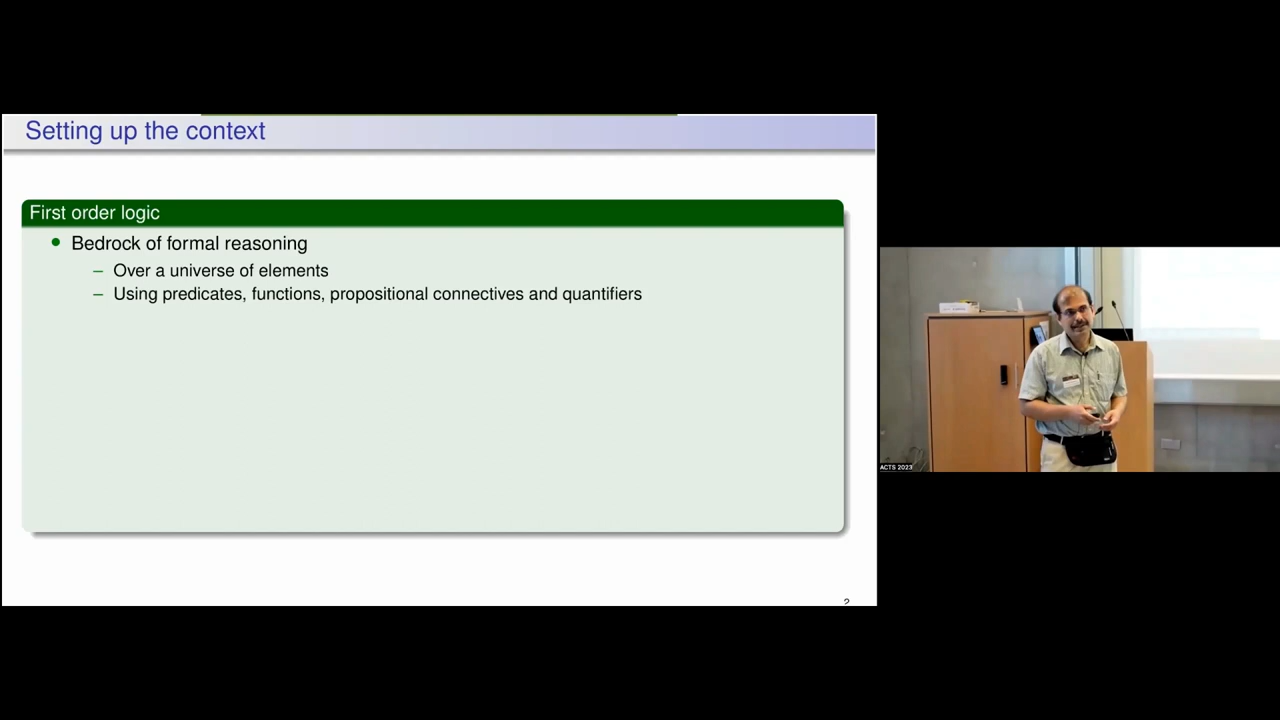 Setting up the context
First order logic
• Bedrock of formal reasoning
– Over a universe of elements
– Using predicates, functions, propositional connectives and quantifiers
2
ACTS 2023